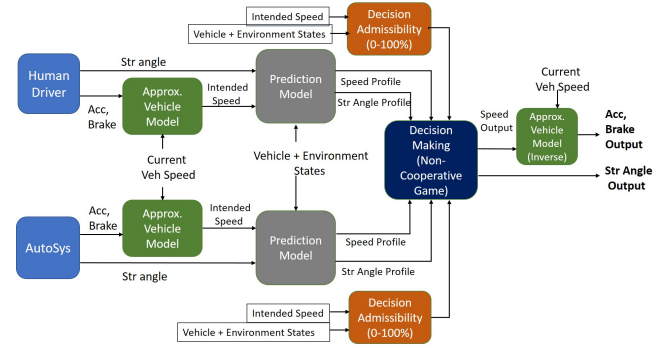 Intended Speed
Vehicle + Environment States
Decision
Admissibility
(0-100%)
Human
Driver
Str angle
Acc,
Brake
Approx.
Vehicle
Model
Intended
Speed
Prediction
Model
Speed Profile
Str Angle Profile
Current
Veh Speed
Vehicle + Environment
States
Decision
Making
(Non-
Cooperative
Game)
Speed
Output
Current
Veh Speed
Approx.
Vehicle
Model
(Inverse)
Acc,
Brake
Output
Str Angle
Output
AutoSys
Acc,
Brake
Str angle
Approx.
Vehicle
Model
Intended
Speed
Prediction
Model
Speed Profile
Str Angle Profile
Intended Speed
Vehicle + Environment States
Decision
Admissibility
(0-100%)